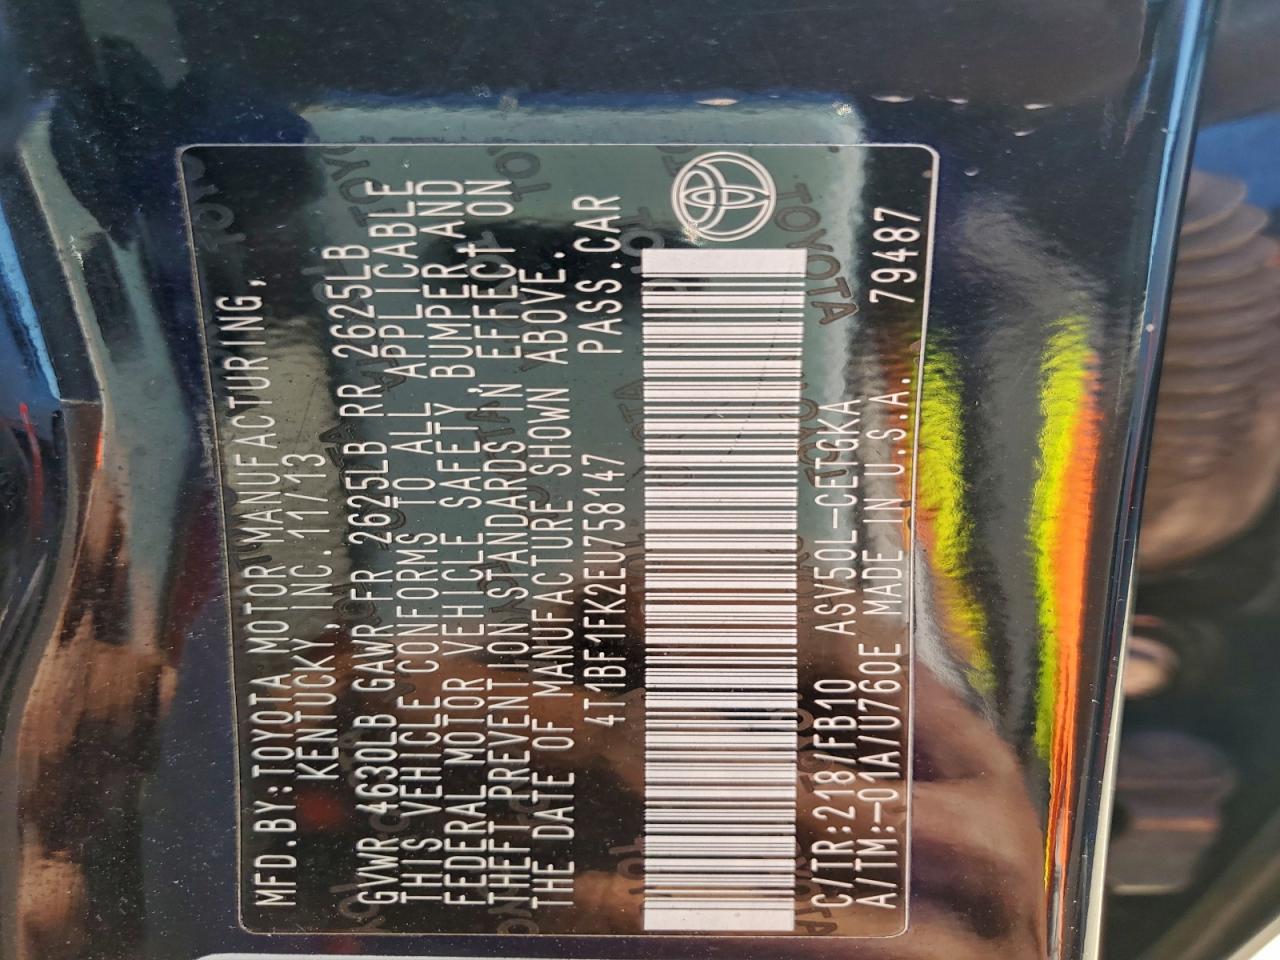 MFD.BY:TOYOTA MOTOR MANUFACTURING,
KENTUCKY,INC. 11/13
GVWR 4630LB GAWR FR 2625LB RR 2625LB
THIS VEHICLE CONFORMS TO ALL APPLICABLE
FEDERAL MOTOR VEHICLE SAFETY,BUMPER,AND
THEFT PREVENTION STANDARDS IN EFFECT ON
THE DATE OF MANUFACTURE SHOWN ABOVE.
4T1BF1FK2EU758147 PASS.CAR
C/TR:218/FB10 ASV50L-CETGKA
A/TM:-01A/U760E MADE IN U.S.A. 79487
TOYOTA